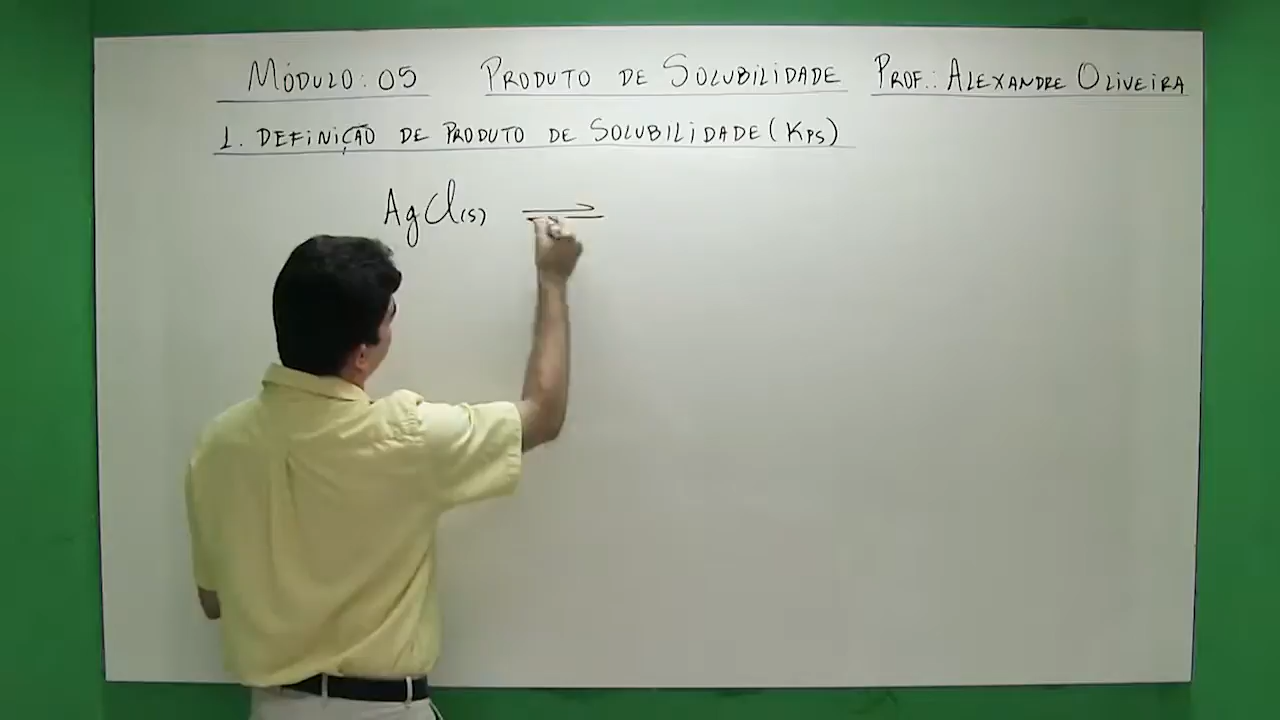 MÓDULO: 05 PRODUTO DE SOLUBILIDADE PROF.: ALEXANDRE OLIVEIRA
1. DEFINIÇÃO DE PRODUTO DE SOLUBILIDADE (KPS)
AgCl(s) ⇌